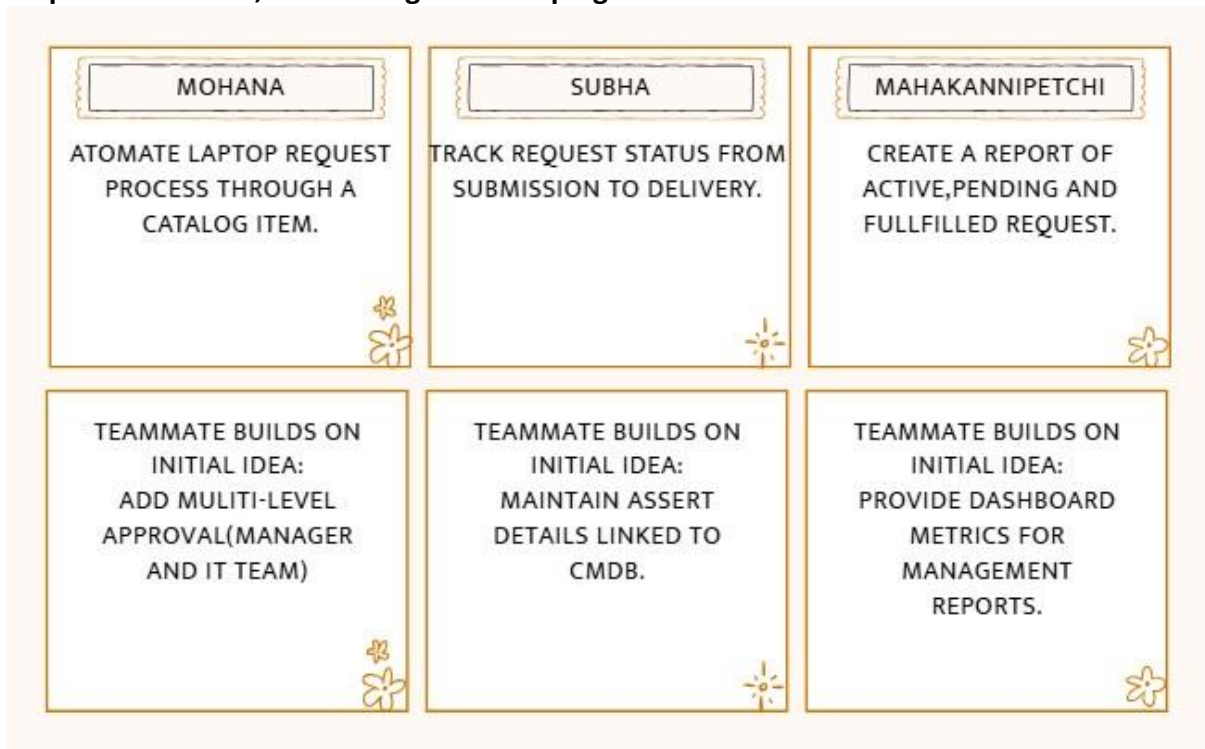 MOHANA
ATOMATE LAPTOP REQUEST
PROCESS THROUGH A
CATALOG ITEM.
SUBHA
TRACK REQUEST STATUS FROM
SUBMISSION TO DELIVERY.
MAHAKANNIPETCHI
CREATE A REPORT OF
ACTIVE,PENDING AND
FULLFILLED REQUEST.
TEAMMATE BUILDS ON
INITIAL IDEA:
ADD MULITI-LEVEL
APPROVAL(MANAGER
AND IT TEAM)
TEAMMATE BUILDS ON
INITIAL IDEA:
MAINTAIN ASSERT
DETAILS LINKED TO
CMDB.
TEAMMATE BUILDS ON
INITIAL IDEA:
PROVIDE DASHBOARD
METRICS FOR
MANAGEMENT
REPORTS.